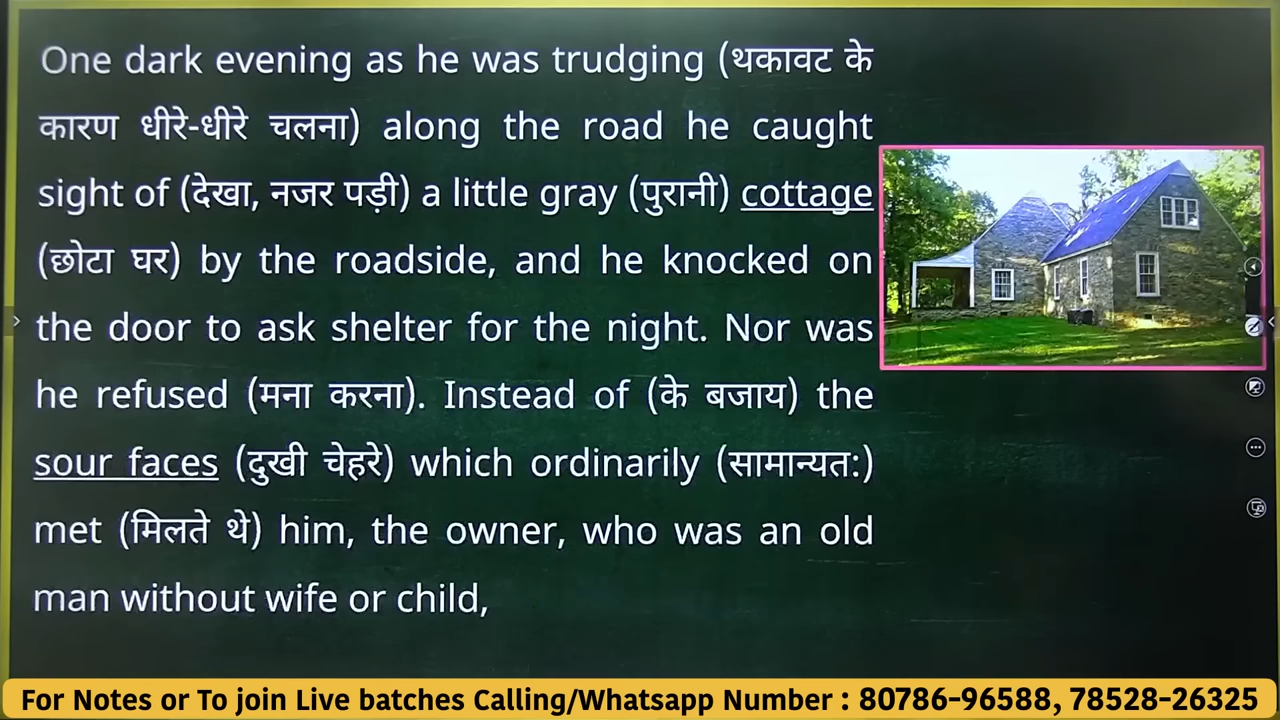 One dark evening as he was trudging (थकावट के
कारण धीरे-धीरे चलना) along the road he caught
sight of (देखा, नजर पड़ी) a little gray (पुरानी) cottage
(छोटा घर) by the roadside, and he knocked on
the door to ask shelter for the night. Nor was
he refused (मना करना). Instead of (के बजाय) the
sour faces (दुखी चेहरे) which ordinarily (सामान्यत:)
met (मिलते थे) him, the owner, who was an old
man without wife or child,
For Notes or To join Live batches Calling/Whatsapp Number : 80786-96588, 78528-26325